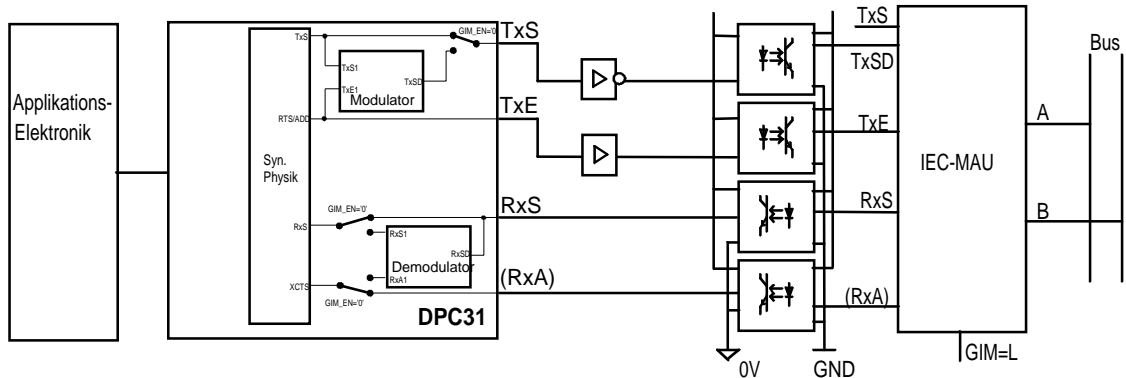 Applikations-
Elektronik
Syn.
Physik
TxS
RTS/ADD
RxS
XCTS
TxS1
TxE1
TxSD
Modulator
GIM_EN='0'
GIM_EN='0'
RxS1
RxSD
Demodulator
RxA1
GIM_EN='0'
DPC31
TxS
TxE
RxS
(RxA)
0V
GND
TxS
TxSD
TxE
RxS
(RxA)
IEC-MAU
GIM=L
A
B
Bus